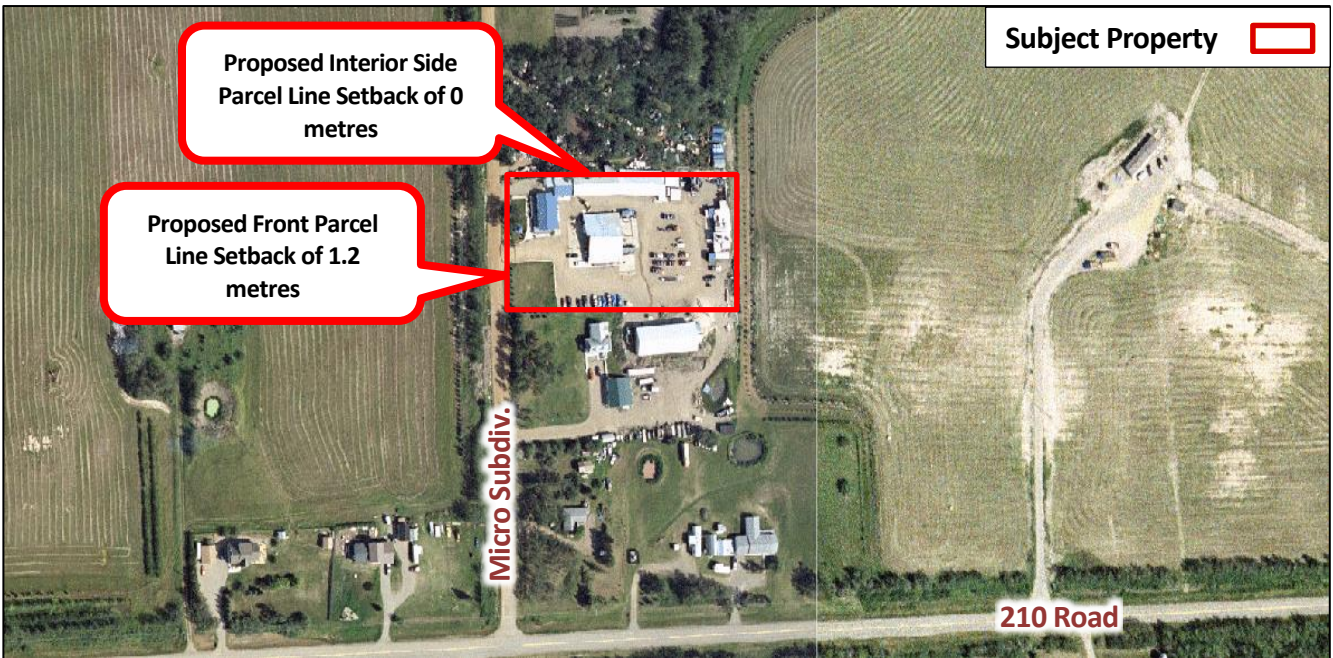 Subject Property
Proposed Interior Side
Parcel Line Setback of 0
metres
Proposed Front Parcel
Line Setback of 1.2
metres
Micro Subdiv.
210 Road